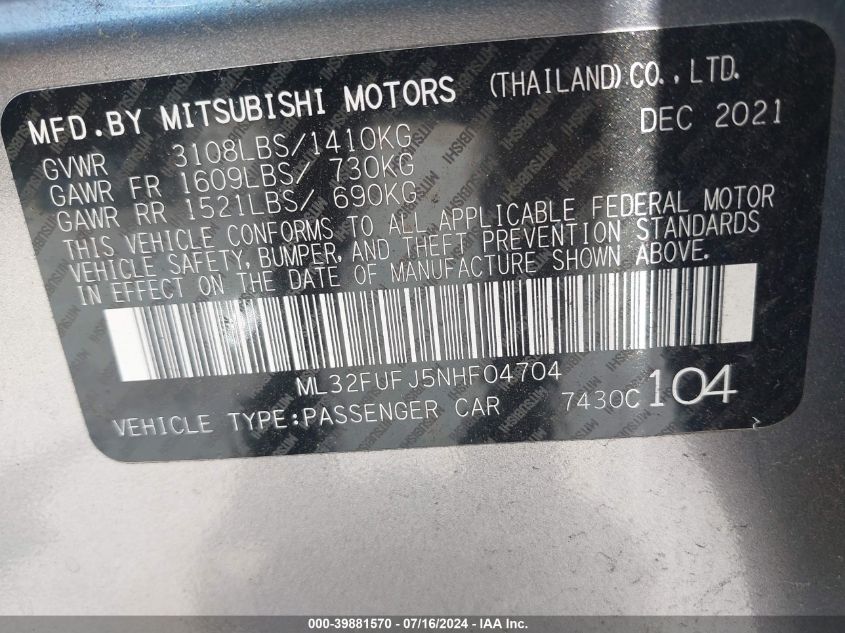 MFD.BY MITSUBISHI MOTORS (THAILAND) CO.,LTD.
DEC 2021
GVWR 3108LBS/1410KG
GAWR FR 1609LBS/ 730KG
GAWR RR 1521LBS/ 690KG
THIS VEHICLE CONFORMS TO ALL APPLICABLE FEDERAL MOTOR
VEHICLE SAFETY, BUMPER, AND THEFT PREVENTION STANDARDS
IN EFFECT ON THE DATE OF MANUFACTURE SHOWN ABOVE.
ML32FUFJ5NHF04704
VEHICLE TYPE:PASSENGER CAR 7430C104
000-39881570 - 07/16/2024 - IAA Inc.